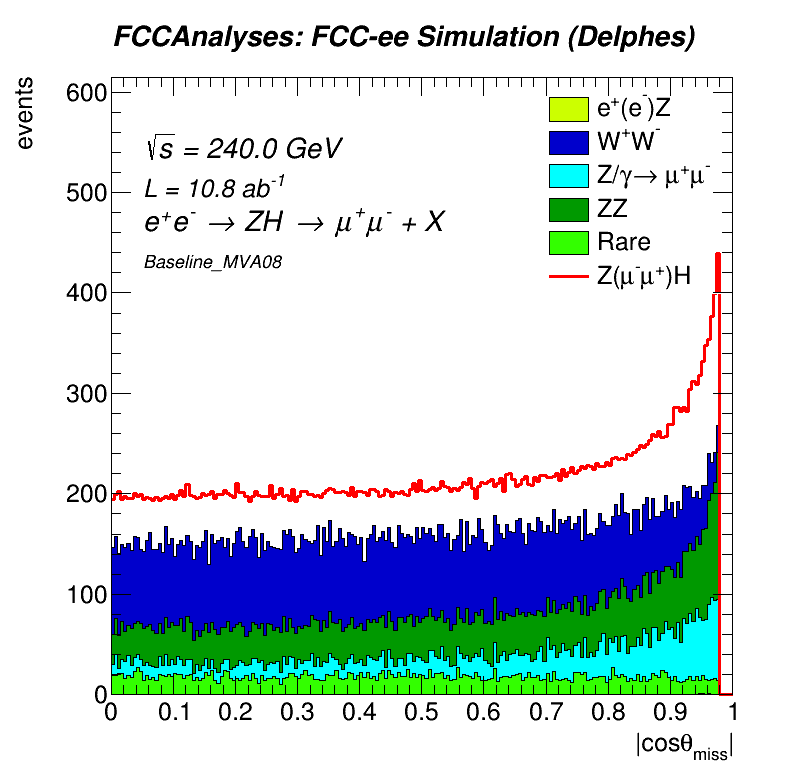 FCCAnalyses: FCC-ee Simulation (Delphes)
events
√s = 240.0 GeV
L = 10.8 ab⁻¹
e⁺e⁻ → ZH → μ⁺μ⁻ + X
Baseline_MVA08
e⁺(e⁻)Z
W⁺W⁻
Z/γ→ μ⁺μ⁻
ZZ
Rare
Z(μ⁻μ⁺)H
600
500
400
300
200
100
0
0 0.1 0.2 0.3 0.4 0.5 0.6 0.7 0.8 0.9 1
|cosθ_miss|